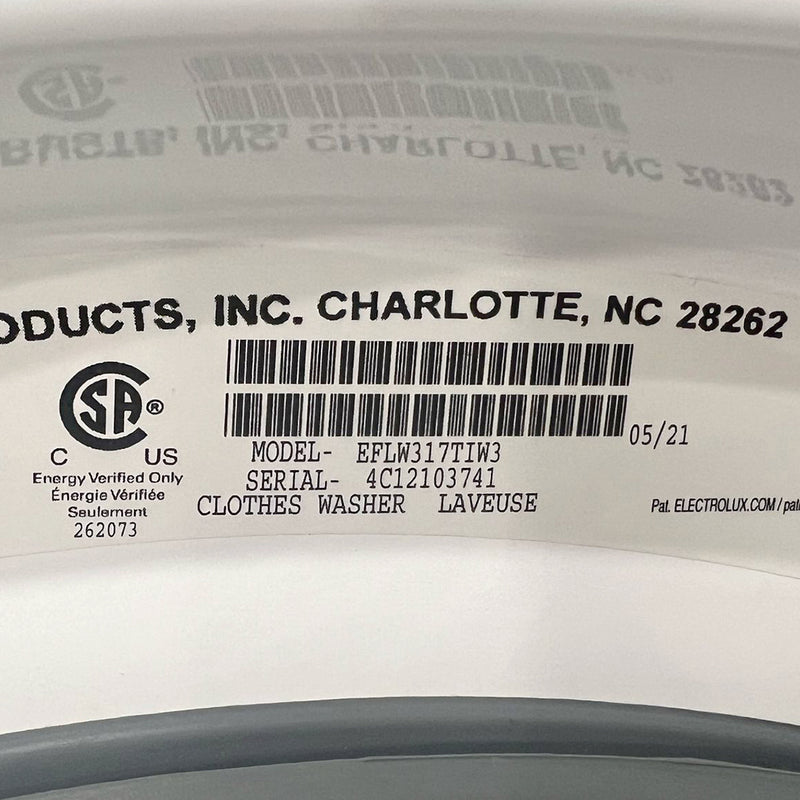 ODUCTS, INC. CHARLOTTE, NC 28262
CSA®
C US
Energy Verified Only
Énergie Vérifiée
Seulement
262073
05/21
MODEL- EFLW317TIW3
SERIAL- 4C12103741
CLOTHES WASHER LAVEUSE
Pat. ELECTROLUX.COM / pat